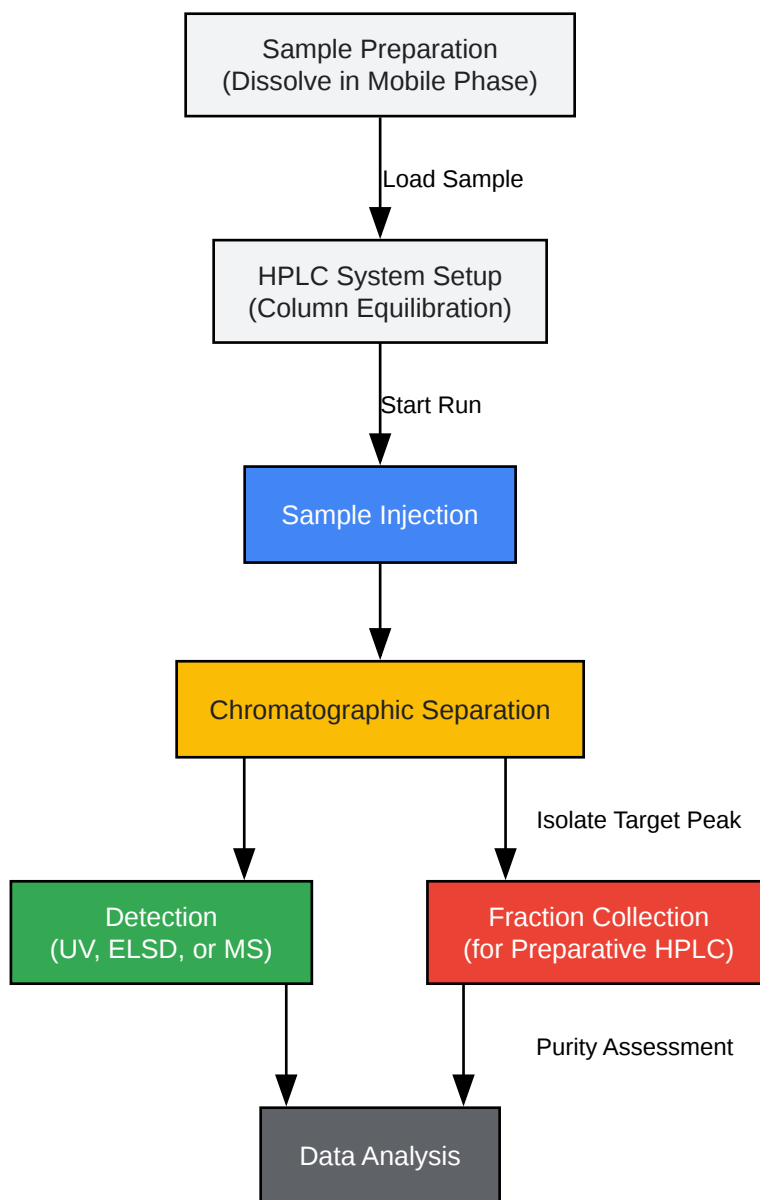 Sample Preparation
(Dissolve in Mobile Phase)
Load Sample
HPLC System Setup
(Column Equilibration)
Start Run
Sample Injection
Chromatographic Separation
Isolate Target Peak
Detection
(UV, ELSD, or MS)
Fraction Collection
(for Preparative HPLC)
Purity Assessment
Data Analysis